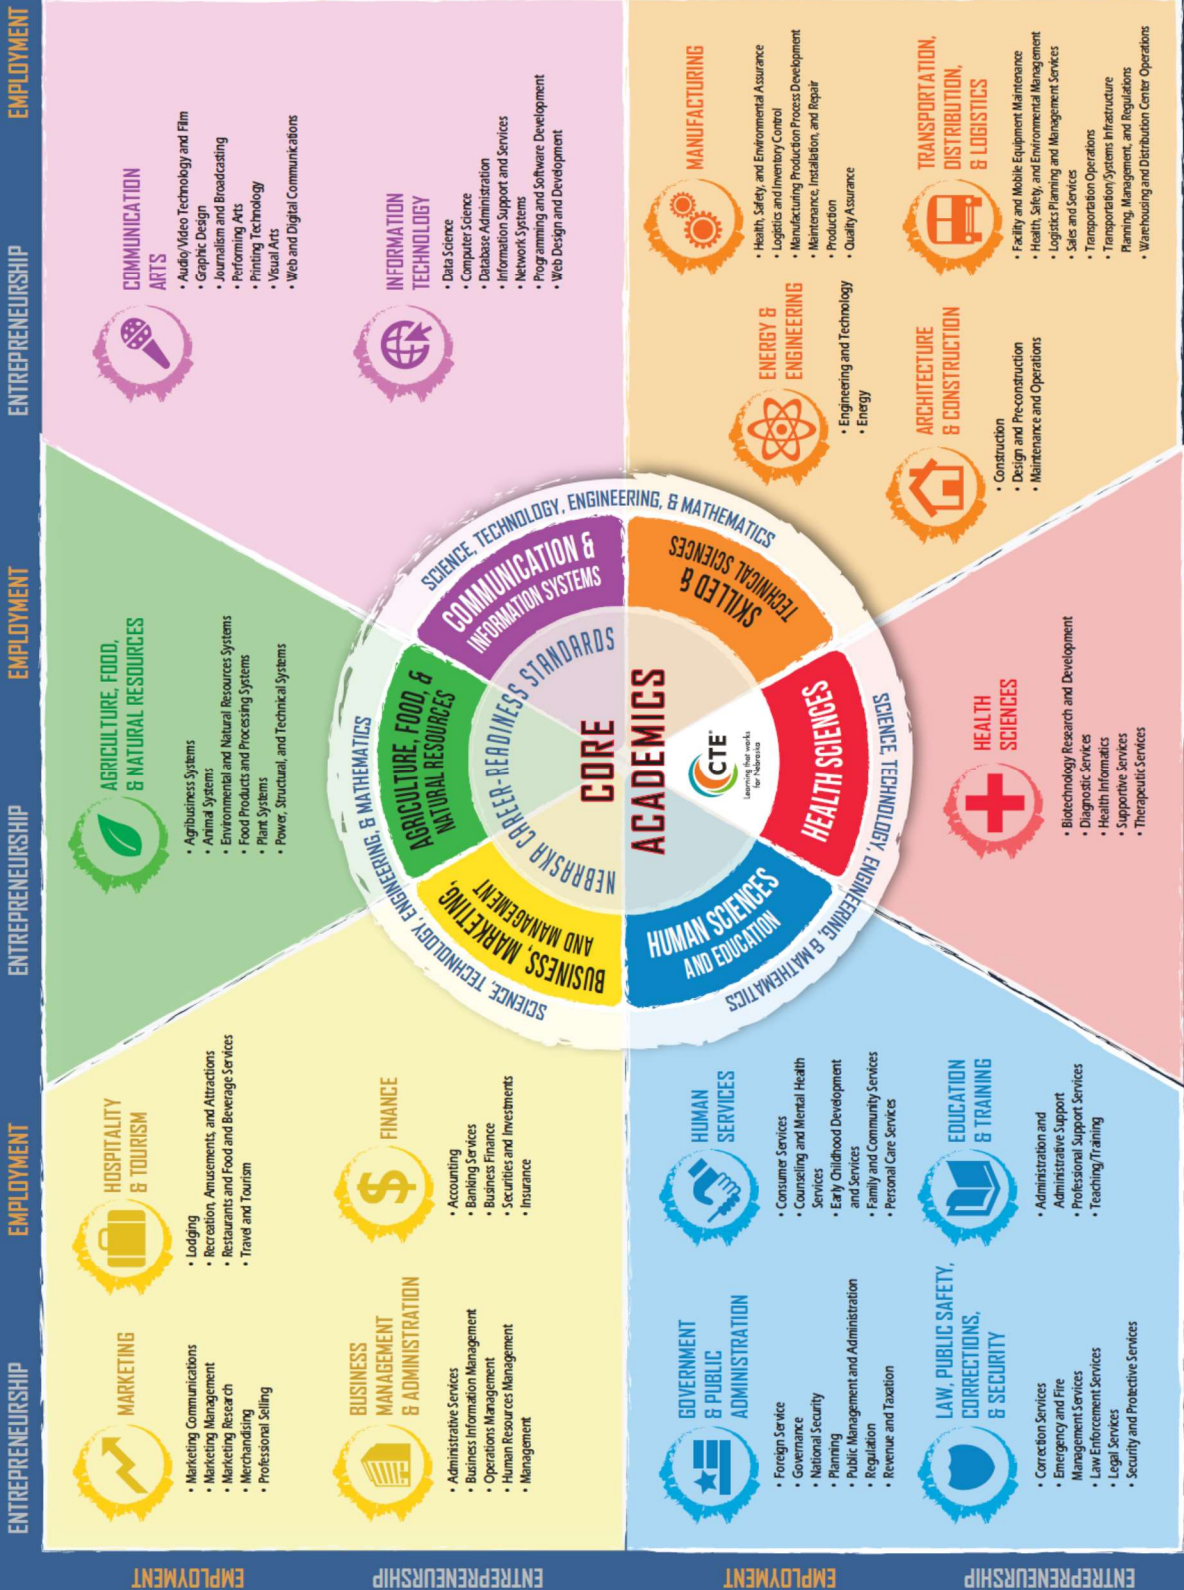 ENTREPRENEURSHIP
EMPLOYMENT
ENTREPRENEURSHIP
EMPLOYMENT
ENTREPRENEURSHIP
EMPLOYMENT
EMPLOYMENT
ENTREPRENEURSHIP
EMPLOYMENT
ENTREPRENEURSHIP
MARKETING
• Marketing Communications
• Marketing Management
• Marketing Research
• Merchandising
• Professional Selling
HOSPITALITY
& TOURISM
• Lodging
• Recreation, Amusements, and Attractions
• Restaurants and Food and Beverage Services
• Travel and Tourism
BUSINESS
MANAGEMENT
& ADMINISTRATION
• Administrative Services
• Business Information Management
• Operations Management
• Human Resources Management
• Management
FINANCE
• Accounting
• Banking Services
• Business Finance
• Securities and Investments
• Insurance
AGRICULTURE, FOOD,
& NATURAL RESOURCES
• Agribusiness Systems
• Animal Systems
• Environmental and Natural Resources Systems
• Food Products and Processing Systems
• Plant Systems
• Power, Structural, and Technical Systems
COMMUNICATION
ARTS
• Audio/Video Technology and Film
• Graphic Design
• Journalism and Broadcasting
• Performing Arts
• Printing Technology
• Visual Arts
• Web and Digital Communications
INFORMATION
TECHNOLOGY
• Data Science
• Computer Science
• Database Administration
• Information Support and Services
• Network Systems
• Programming and Software Development
• Web Design and Development
SCIENCE, TECHNOLOGY, ENGINEERING, & MATHEMATICS
SCIENCE, TECHNOLOGY, ENGINEERING, & MATHEMATICS
BUSINESS, MARKETING,
AND MANAGEMENT
AGRICULTURE, FOOD, &
NATURAL RESOURCES
COMMUNICATION &
INFORMATION SYSTEMS
NEBRASKA CAREER-READINESS STANDARDS
CORE
ACADEMICS
CTE®
Learning that works
for Nebraska
HUMAN SCIENCES
AND EDUCATION
HEALTH SCIENCES
SKILLED &
TECHNICAL SCIENCES
SCIENCE, TECHNOLOGY, ENGINEERING, & MATHEMATICS
GOVERNMENT
& PUBLIC
ADMINISTRATION
• Foreign Service
• Governance
• National Security
• Planning
• Public Management and Administration
• Regulation
• Revenue and Taxation
HUMAN
SERVICES
• Consumer Services
• Counseling and Mental Health
Services
• Early Childhood Development
and Services
• Family and Community Services
• Personal Care Services
LAW, PUBLIC SAFETY,
CORRECTIONS,
& SECURITY
• Correction Services
• Emergency and Fire
Management Services
• Law Enforcement Services
• Legal Services
• Security and Protective Services
EDUCATION
& TRAINING
• Administration and
Administrative Support
• Professional Support Services
• Teaching/Training
HEALTH
SCIENCES
• Biotechnology Research and Development
• Diagnostic Services
• Health Informatics
• Supportive Services
• Therapeutic Services
ENERGY &
ENGINEERING
• Engineering and Technology
• Energy
MANUFACTURING
• Health, Safety, and Environmental Assurance
• Logistics and Inventory Control
• Manufacturing Production Process Development
• Maintenance, Installation, and Repair
• Production
• Quality Assurance
ARCHITECTURE
& CONSTRUCTION
• Construction
• Design and Pre-construction
• Maintenance and Operations
TRANSPORTATION,
DISTRIBUTION,
& LOGISTICS
• Facility and Mobile Equipment Maintenance
• Health, Safety, and Environmental Management
• Logistics Planning and Management Services
• Sales and Services
• Transportation Operations
• Transportation/Systems Infrastructure
Planning, Management, and Regulations
• Warehousing and Distribution Center Operations